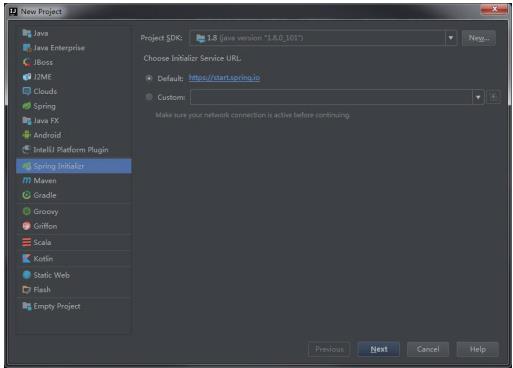 New Project
Java
Java Enterprise
JBoss
J2ME
Clouds
Spring
Java FX
Android
IntelliJ Platform Plugin
Spring Initializr
Maven
Gradle
Groovy
Griffon
Scala
Kotlin
Static Web
Flash
Empty Project
Project SDK: 1.8 (java version "1.8.0_101") New...
Choose Initializr Service URL.
Default: https://start.spring.io
Custom:
Make sure your network connection is active before continuing.
Previous Next Cancel Help